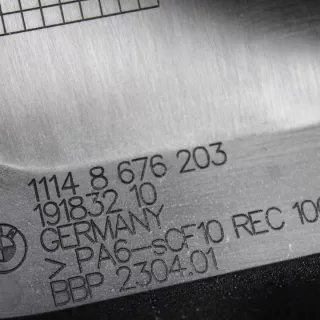 1114 8 676 203
191832 10
GERMANY
> PA6-sCF10 REC 10
BBP 2304.01